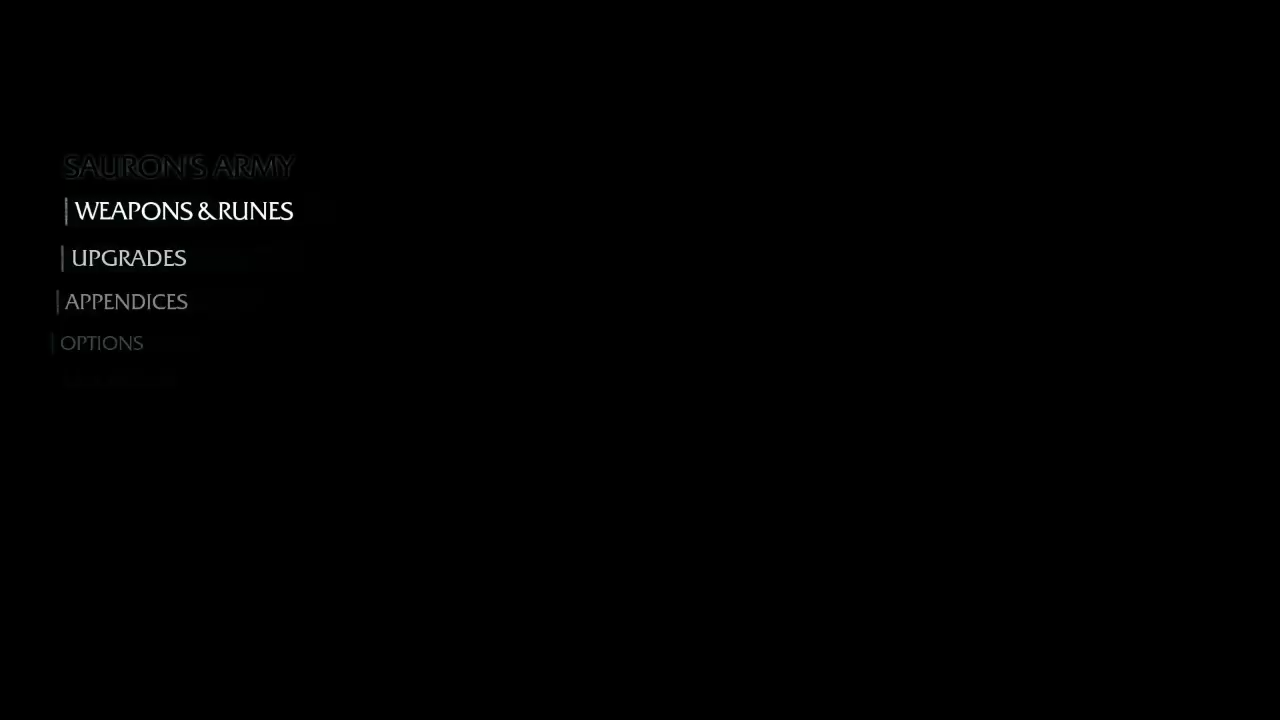 SAURON'S ARMY
WEAPONS & RUNES
UPGRADES
APPENDICES
OPTIONS